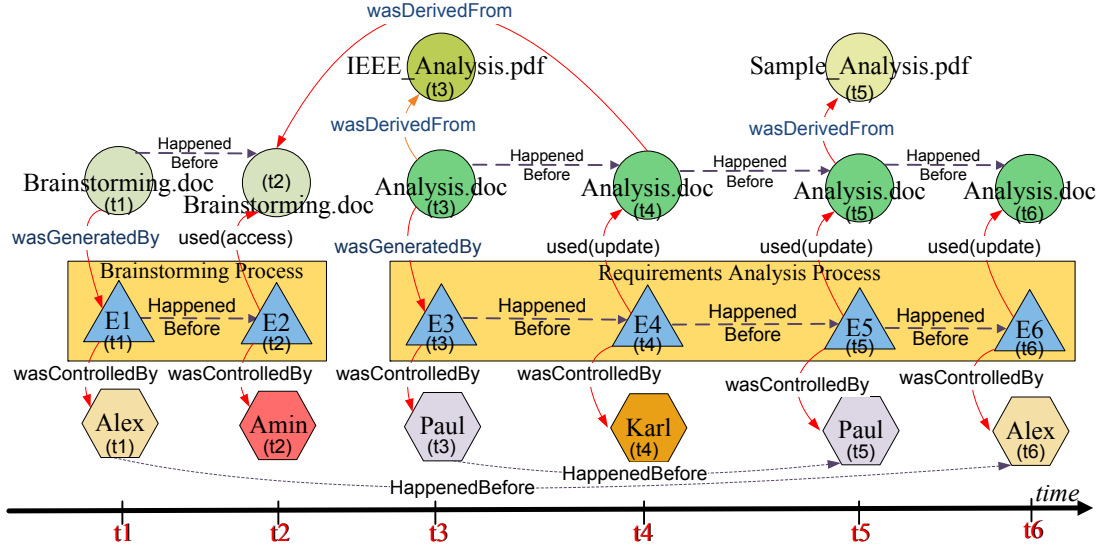 wasDerivedFrom
IEEE_Analysis.pdf
(t3)
Sample_Analysis.pdf
(t5)
wasDerivedFrom
wasDerivedFrom
Happened
Before
Happened
Before
Happened
Before
Happened
Before
Brainstorming.doc
(t1)
(t2)
Brainstorming.doc
Analysis.doc
(t3)
Analysis.doc
(t4)
Analysis.doc
(t5)
Analysis.doc
(t6)
wasGeneratedBy
used(access)
wasGeneratedBy
used(update)
used(update)
used(update)
Brainstorming Process
Requirements Analysis Process
E1
(t1)
Happened
Before
E2
(t2)
E3
(t3)
Happened
Before
E4
(t4)
Happened
Before
E5
(t5)
Happened
Before
E6
(t6)
wasControlledBy
wasControlledBy
wasControlledBy
wasControlledBy
wasControlledBy
wasControlledBy
Alex
(t1)
Amin
(t2)
Paul
(t3)
Karl
(t4)
Paul
(t5)
Alex
(t6)
HappenedBefore
HappenedBefore
time
t1
t2
t3
t4
t5
t6